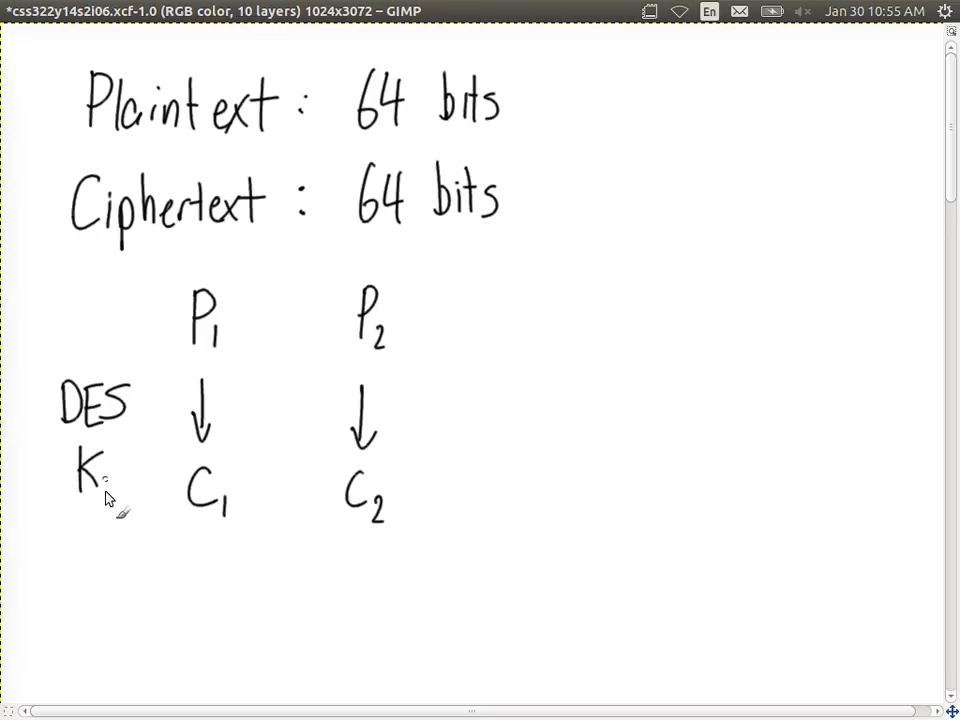 *css322y14s2i06.xcf-1.0 (RGB color, 10 layers) 1024x3072 – GIMP En Jan 30 10:55 AM
Plaintext : 64 bits
Ciphertext : 64 bits
P1 P2
DES
K
C1 C2